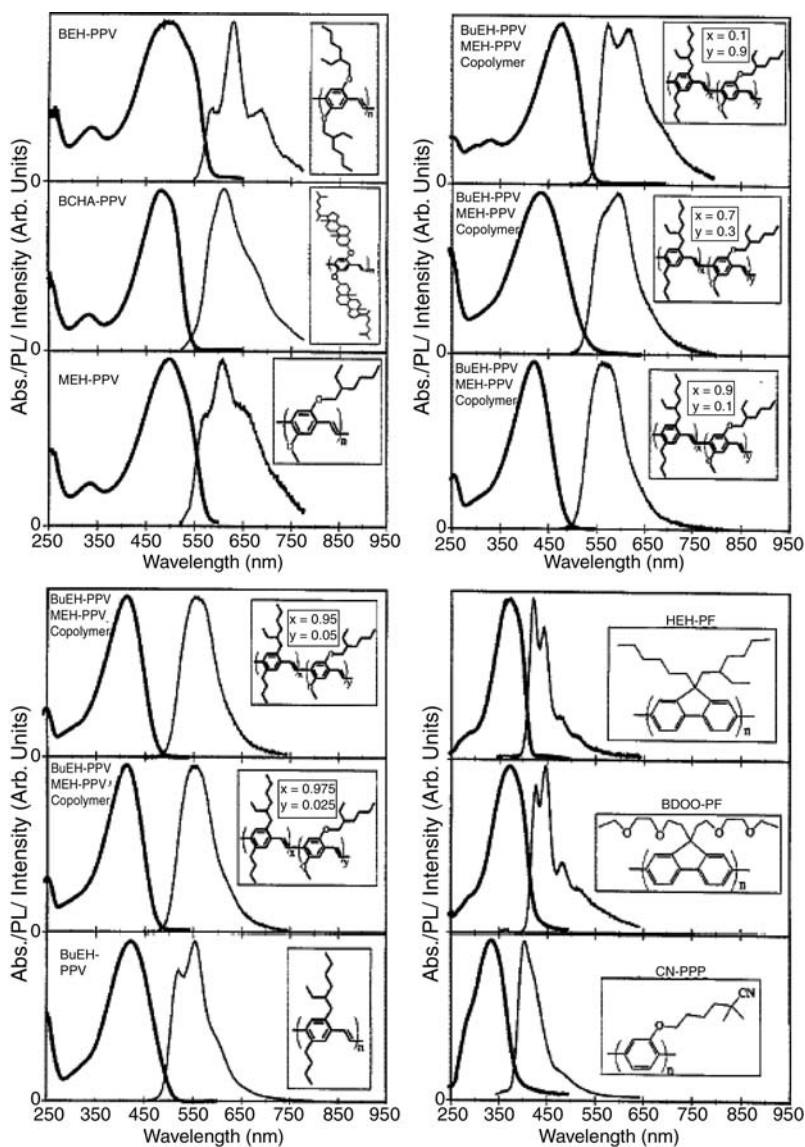 Abs./PL/ Intensity (Arb. Units)
BEH-PPV
O
O
n
0
BCHA-PPV
O
O
n
0
MEH-PPV
O
O
n
0
250 350 450 550 650 750 850 950
Wavelength (nm)
Abs./PL/ Intensity (Arb. Units)
BuEH-PPV
MEH-PPV
Copolymer
x = 0.1
y = 0.9
O
O
x
y
0
BuEH-PPV
MEH-PPV
Copolymer
x = 0.7
y = 0.3
O
O
x
y
0
BuEH-PPV
MEH-PPV
Copolymer
x = 0.9
y = 0.1
O
O
x
y
0
250 350 450 550 650 750 850 950
Wavelength (nm)
Abs./PL/ Intensity (Arb. Units)
BuEH-PPV
MEH-PPV
Copolymer
x = 0.95
y = 0.05
O
O
x
y
0
BuEH-PPV
MEH-PPV
Copolymer
x = 0.975
y = 0.025
O
O
x
y
0
BuEH-
PPV
n
0
250 350 450 550 650 750 850 950
Wavelength (nm)
Abs./PL/ Intensity (Arb. Units)
HEH-PF
n
0
BDOO-PF
O O O O
n
0
CN-PPP
CN
O
n
0
250 350 450 550 650 750 850 950
Wavelength (nm)